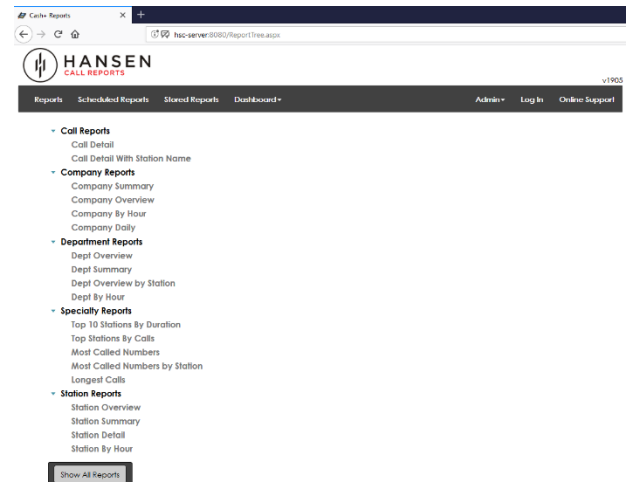 Cash+ Reports
hsc-server:8080/ReportTree.aspx
HANSEN
CALL REPORTS
v1905
Reports Scheduled Reports Stored Reports Dashboard Admin Log In Online Support
Call Reports
Call Detail
Call Detail With Station Name
Company Reports
Company Summary
Company Overview
Company By Hour
Company Daily
Department Reports
Dept Overview
Dept Summary
Dept Overview by Station
Dept By Hour
Specialty Reports
Top 10 Stations By Duration
Top Stations By Calls
Most Called Numbers
Most Called Numbers by Station
Longest Calls
Station Reports
Station Overview
Station Summary
Station Detail
Station By Hour
Show All Reports